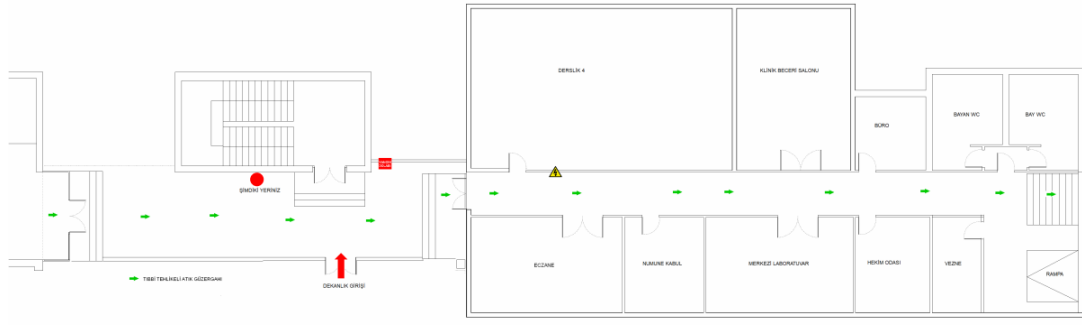 DERSLİK 4
KLİNİK BECERİ SALONU
BÜRO
BAYAN WC
BAY WC
ŞİMDİKİ YERİNİZ
ECZANE
NUMUNE KABUL
MERKEZİ LABORATUVAR
HEKİM ODASI
VEZNE
RAMPA
TIBBİ TEHLİKELİ ATIK GÜZERGAHI
DEKANLIK GİRİŞİ